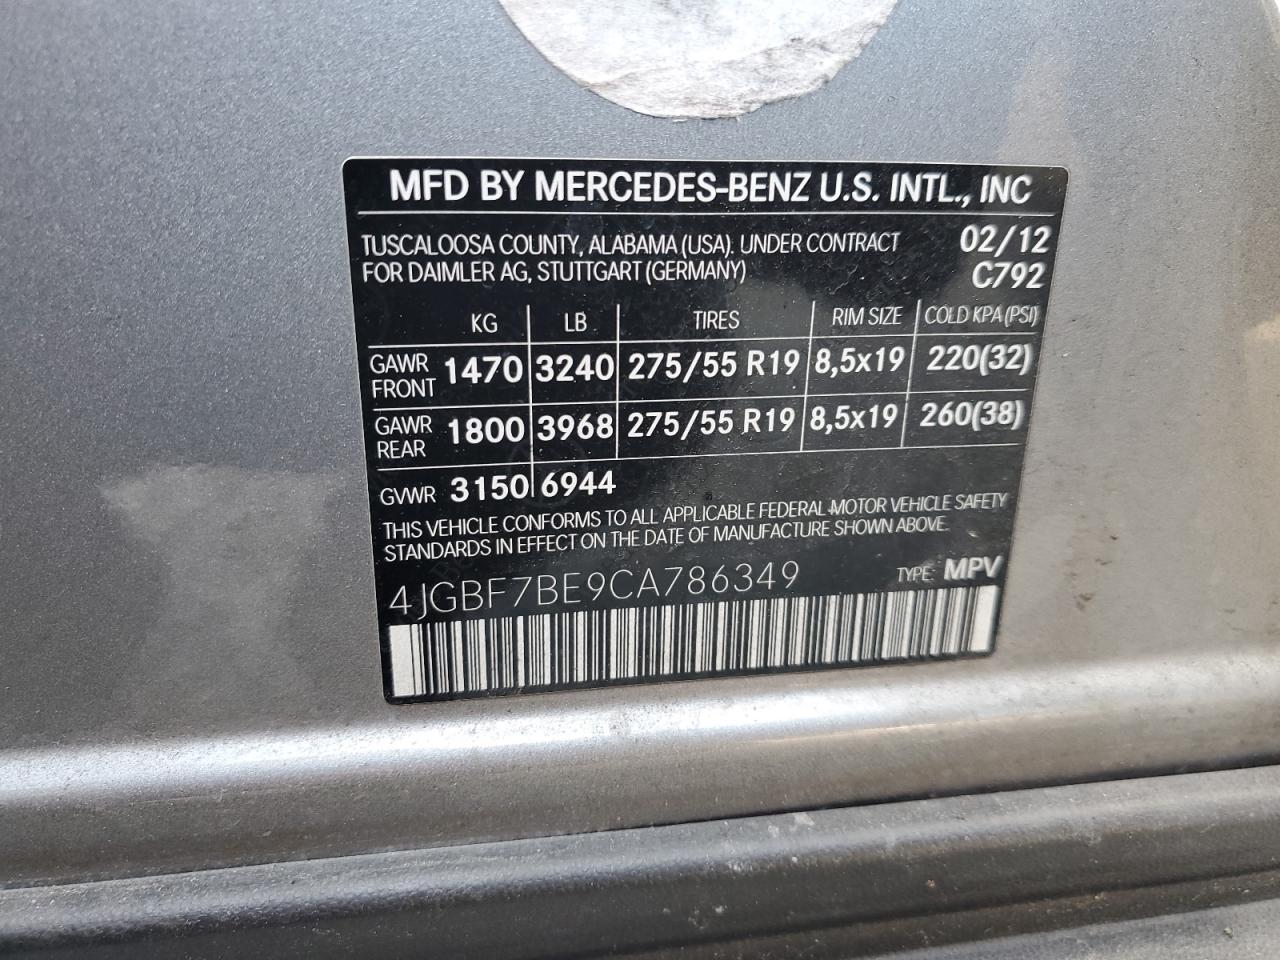 MFD BY MERCEDES-BENZ U.S. INTL., INC
TUSCALOOSA COUNTY, ALABAMA (USA). UNDER CONTRACT 02/12
FOR DAIMLER AG, STUTTGART (GERMANY) C792
KG LB TIRES RIM SIZE COLD KPA (PSI)
GAWR FRONT 1470 3240 275/55 R19 8,5x19 220(32)
GAWR REAR 1800 3968 275/55 R19 8,5x19 260(38)
GVWR 3150 6944
THIS VEHICLE CONFORMS TO ALL APPLICABLE FEDERAL MOTOR VEHICLE SAFETY
STANDARDS IN EFFECT ON THE DATE OF MANUFACTURE SHOWN ABOVE.
4JGBF7BE9CA786349 TYPE: MPV